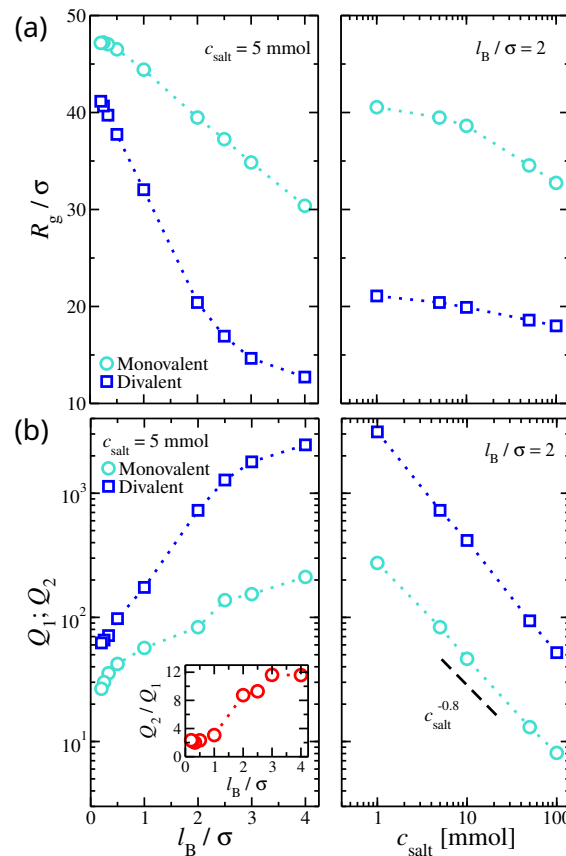 (a)
c_salt = 5 mmol
l_B / σ = 2
R_g / σ
50
40
30
20
10
Monovalent
Divalent
(b)
c_salt = 5 mmol
Monovalent
Divalent
l_B / σ = 2
Q_1; Q_2
10^3
10^2
10^1
Q_2 / Q_1
12
8
4
0
0 1 2 3 4
l_B / σ
c_salt^-0.8
0 1 2 3 4
l_B / σ
1 10 100
c_salt [mmol]